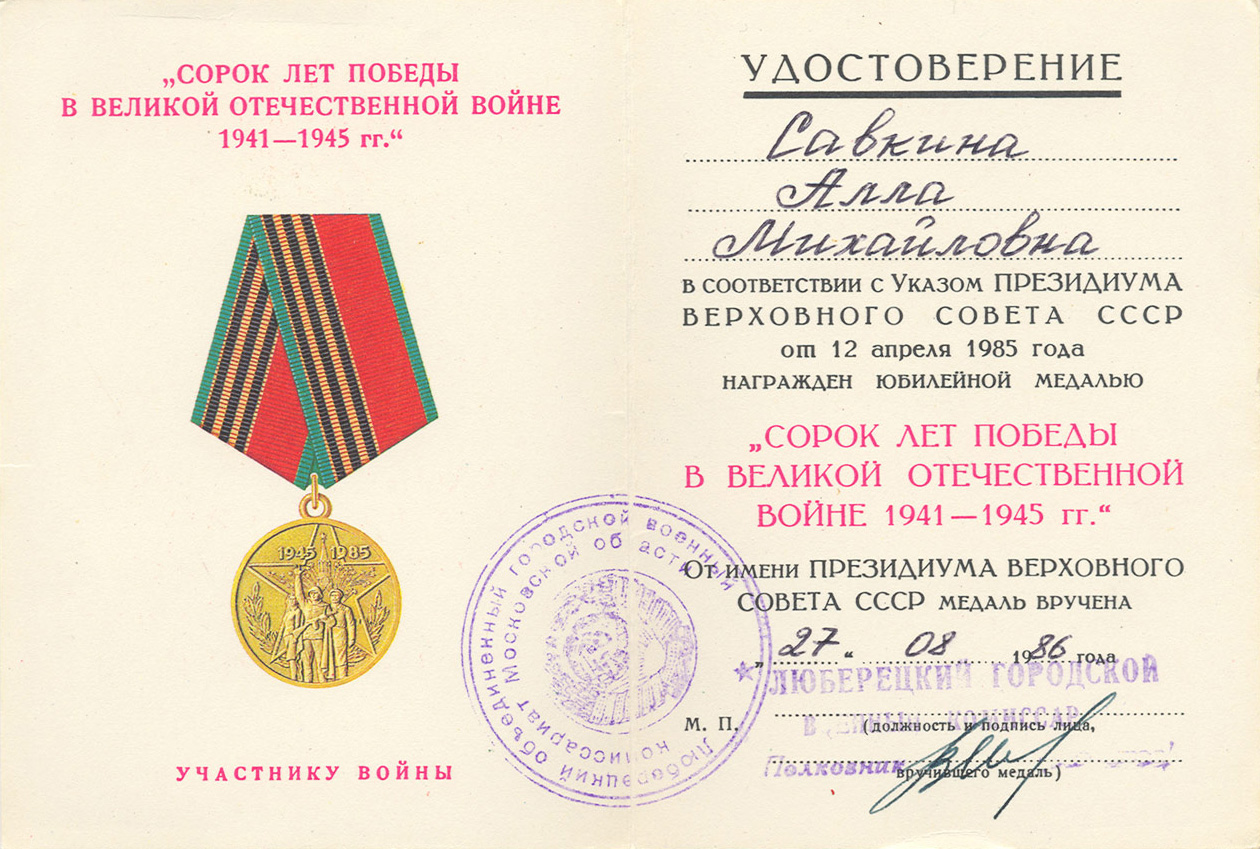 „СОРОК ЛЕТ ПОБЕДЫ
В ВЕЛИКОЙ ОТЕЧЕСТВЕННОЙ ВОЙНЕ
1941—1945 гг.“
1945 1985
УЧАСТНИКУ ВОЙНЫ
УДОСТОВЕРЕНИЕ
Савкина
Алла
Михайловна
в соответствии с Указом ПРЕЗИДИУМА
ВЕРХОВНОГО СОВЕТА СССР
от 12 апреля 1985 года
НАГРАЖДЕН ЮБИЛЕЙНОЙ МЕДАЛЬЮ
„СОРОК ЛЕТ ПОБЕДЫ
В ВЕЛИКОЙ ОТЕЧЕСТВЕННОЙ
ВОЙНЕ 1941—1945 гг.“
От имени ПРЕЗИДИУМА ВЕРХОВНОГО
СОВЕТА СССР МЕДАЛЬ ВРУЧЕНА
„27“ 08 1986 года
ЛЮБЕРЕЦКИЙ ГОРОДСКОЙ
КОМИССАР
М. П.
(должность и подпись лица,
Полковник
вручившего медаль)
Люберецкий объединенный городской военный
комиссариат Московской области